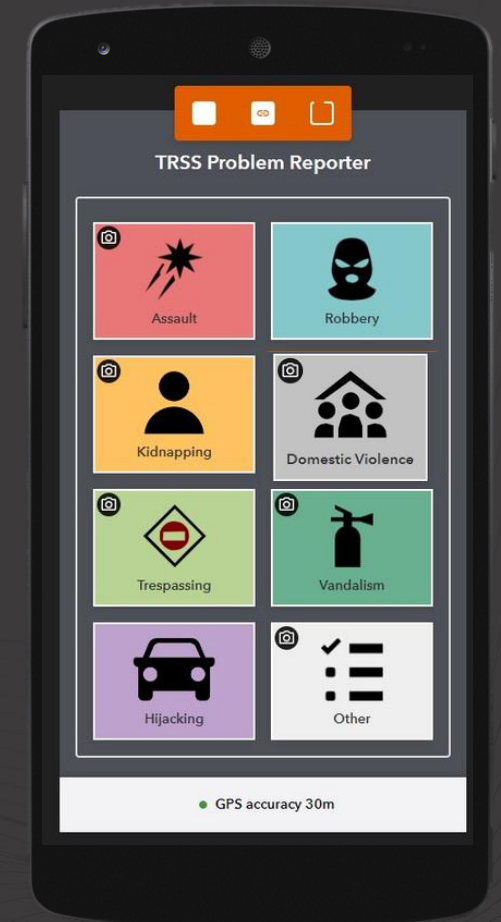 TRSS Problem Reporter
Assault
Robbery
Kidnapping
Domestic Violence
Trespassing
Vandalism
Hijacking
Other
GPS accuracy 30m